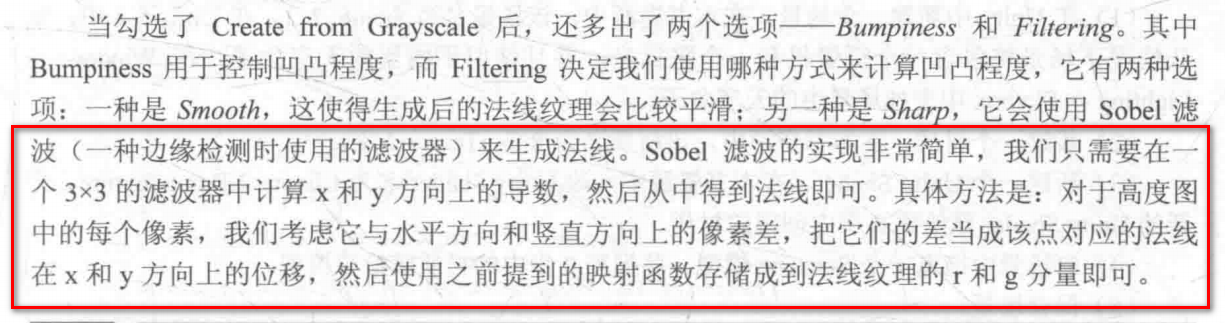 当勾选了 Create from Grayscale 后，还多出了两个选项——Bumpiness 和 Filtering。其中
Bumpiness 用于控制凹凸程度，而 Filtering 决定我们使用哪种方式来计算凹凸程度，它有两种选
项：一种是 Smooth，这使得生成后的法线纹理会比较平滑；另一种是 Sharp，它会使用 Sobel 滤
波（一种边缘检测时使用的滤波器）来生成法线。Sobel 滤波的实现非常简单，我们只需要在一
个 3×3 的滤波器中计算 x 和 y 方向上的导数，然后从中得到法线即可。具体方法是：对于高度图
中的每个像素，我们考虑它与水平方向和竖直方向上的像素差，把它们的差当成该点对应的法线
在 x 和 y 方向上的位移，然后使用之前提到的映射函数存储成到法线纹理的 r 和 g 分量即可。